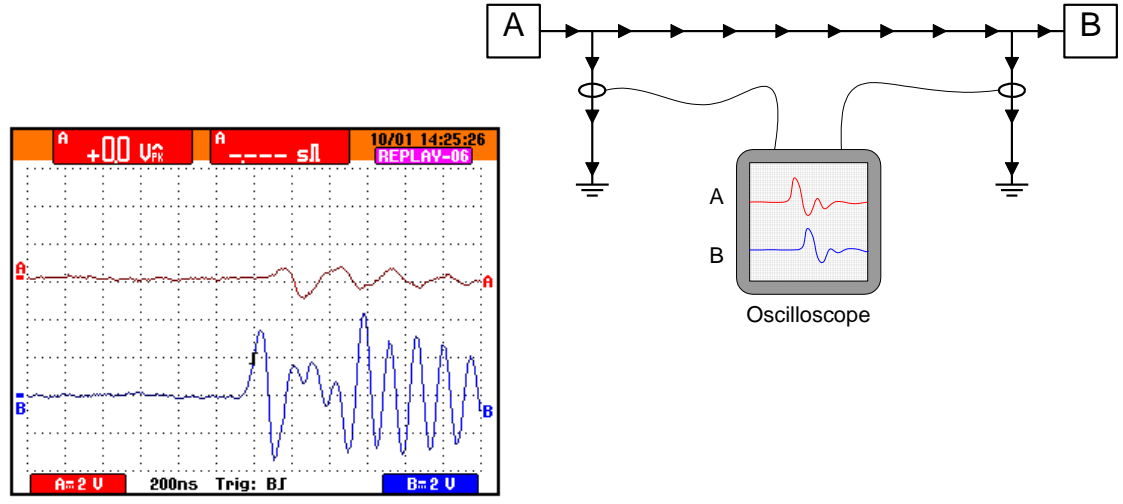 A B
A
+0.0 V^PK
A
-.--- s⎍
10/01 14:25:26
REPLAY-06
A A
B B
A⎓2 V 200ns Trig: B⌠ B⎓2 V
A
B
Oscilloscope